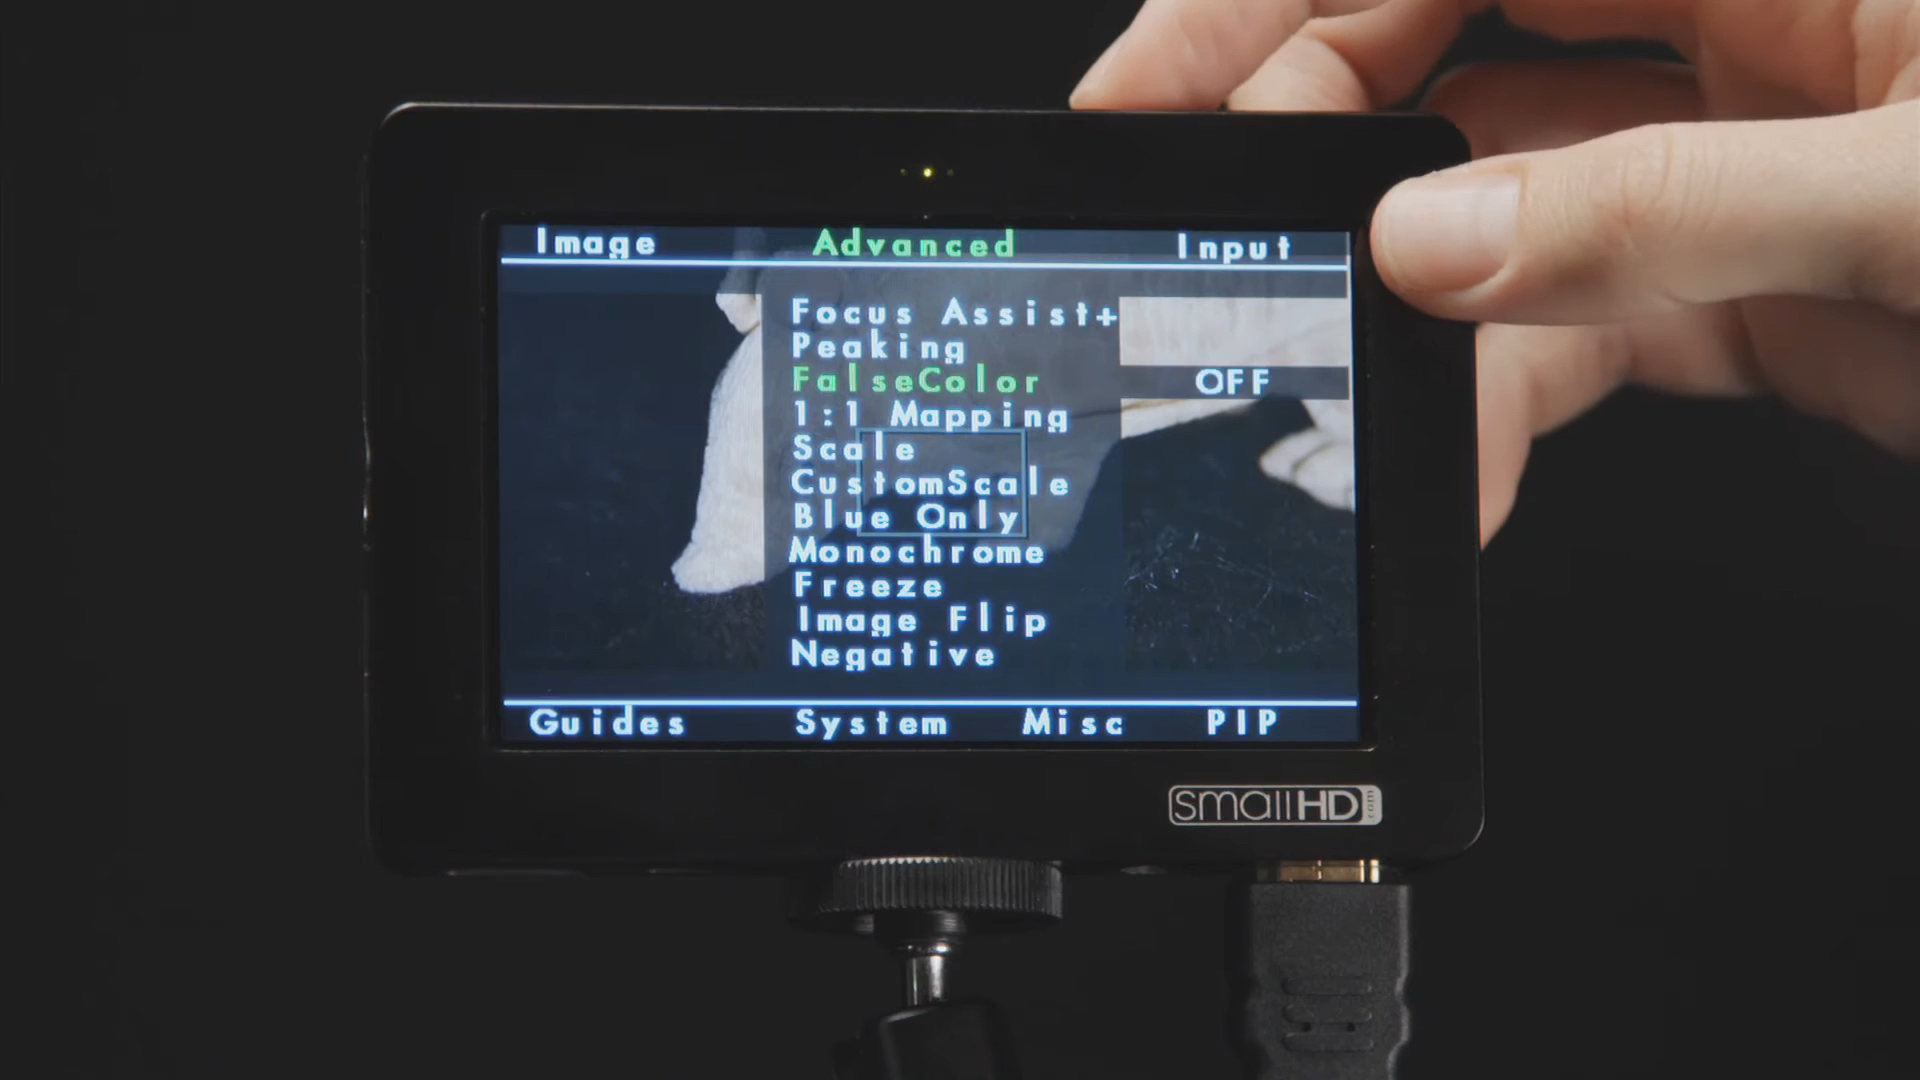 Image Advanced Input
Focus Assist+
Peaking
FalseColor OFF
1:1 Mapping
Scale
CustomScale
Blue Only
Monochrome
Freeze
Image Flip
Negative
Guides System Misc PIP
smallHD.com